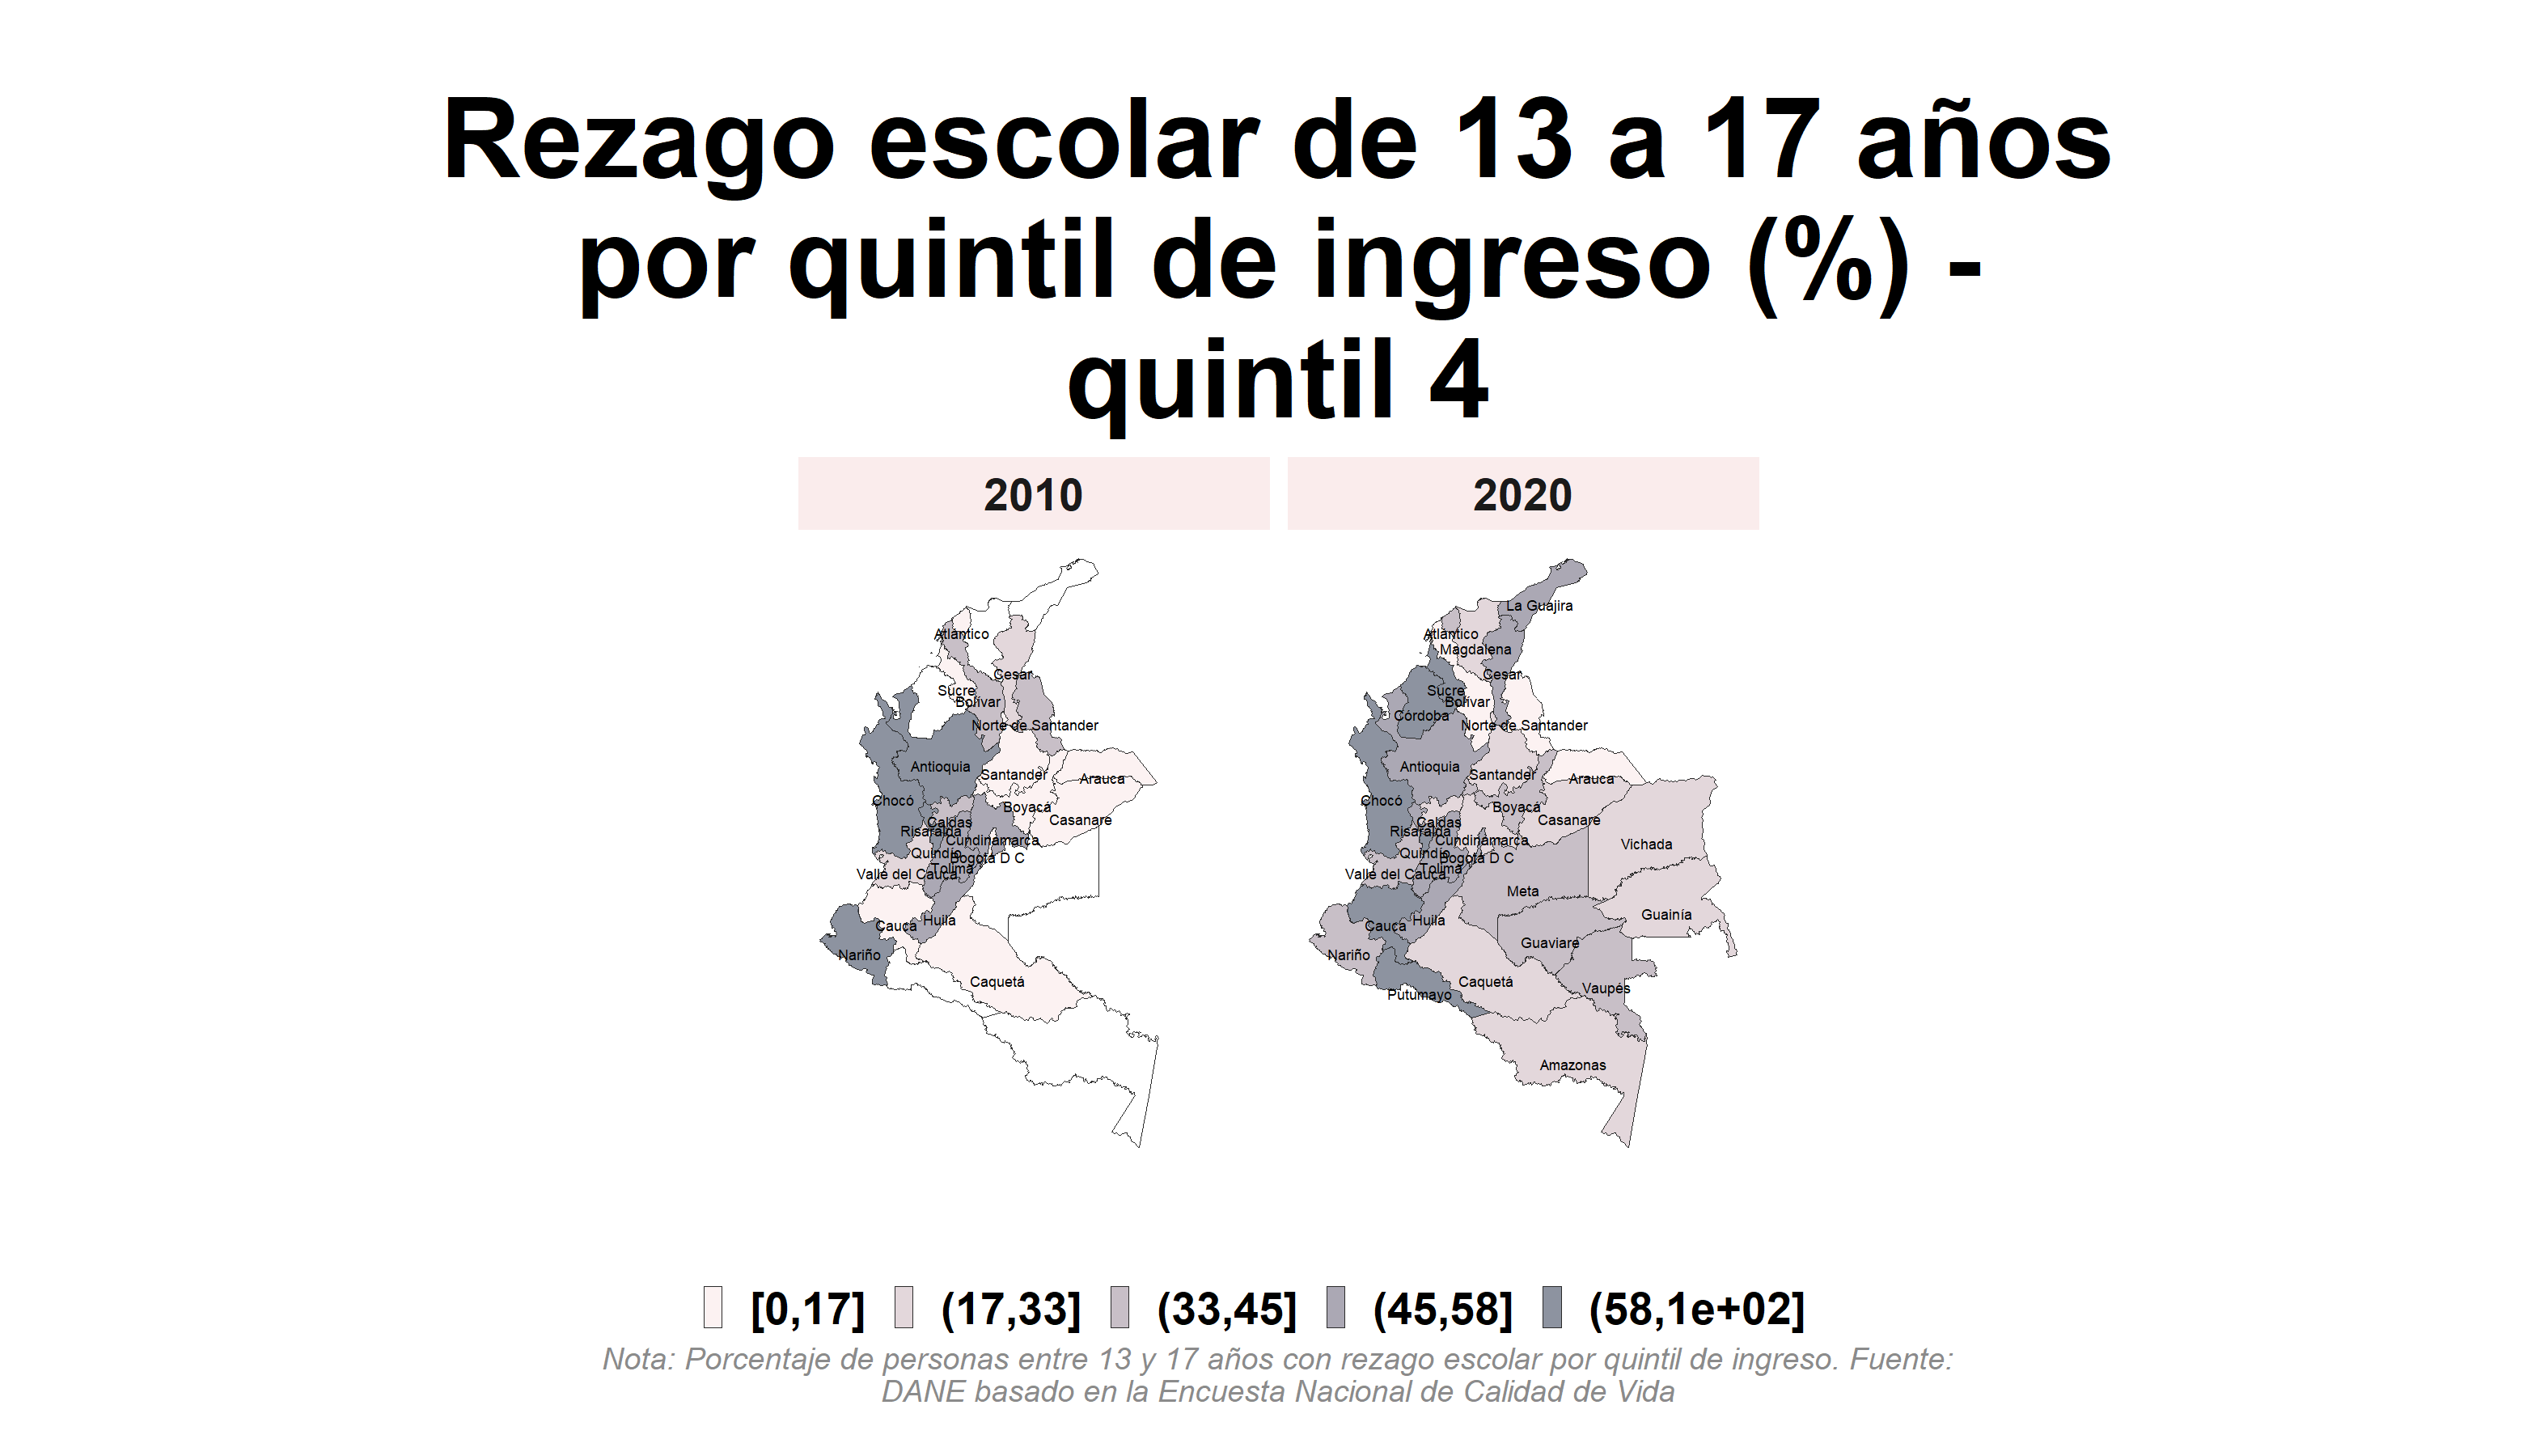 Rezago escolar de 13 a 17 años
por quintil de ingreso (%) -
quintil 4
2010
2020
Atlántico
Cesar
Sucre
Bolívar
Norte de Santander
Antioquia
Santander
Arauca
Chocó
Boyacá
Casanare
Caldas
Risaralda
Cundinamarca
Quindío
Bogotá D C
Tolima
Valle del Cauca
Huila
Cauca
Nariño
Caquetá
La Guajira
Atlántico
Magdalena
Cesar
Sucre
Bolívar
Córdoba
Norte de Santander
Antioquia
Santander
Arauca
Chocó
Boyacá
Casanare
Caldas
Risaralda
Cundinamarca
Vichada
Quindío
Bogotá D C
Tolima
Valle del Cauca
Meta
Guainía
Huila
Cauca
Guaviare
Nariño
Caquetá
Vaupés
Putumayo
Amazonas
[0,17] (17,33] (33,45] (45,58] (58,1e+02]
Nota: Porcentaje de personas entre 13 y 17 años con rezago escolar por quintil de ingreso. Fuente:
DANE basado en la Encuesta Nacional de Calidad de Vida